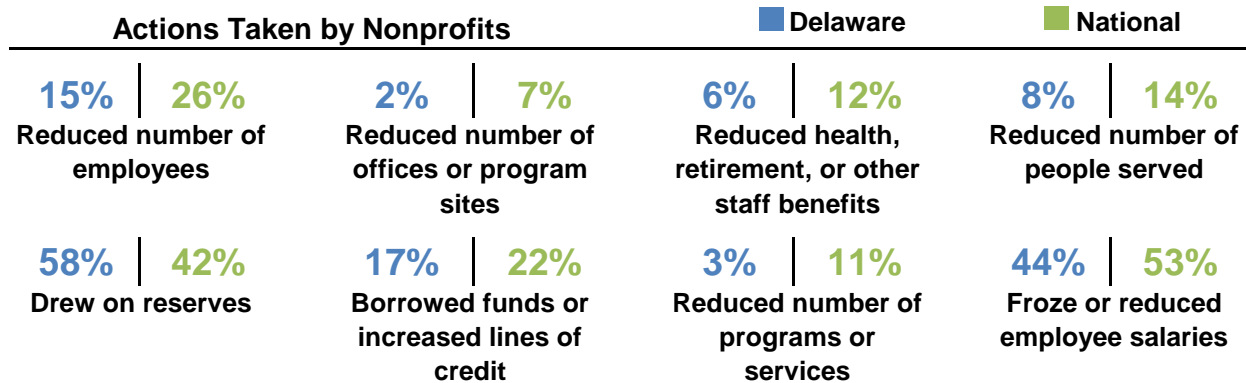 Actions Taken by Nonprofits
Delaware
National
15% 26%
Reduced number of
employees
2% 7%
Reduced number of
offices or program
sites
6% 12%
Reduced health,
retirement, or other
staff benefits
8% 14%
Reduced number of
people served
58% 42%
Drew on reserves
17% 22%
Borrowed funds or
increased lines of
credit
3% 11%
Reduced number of
programs or
services
44% 53%
Froze or reduced
employee salaries